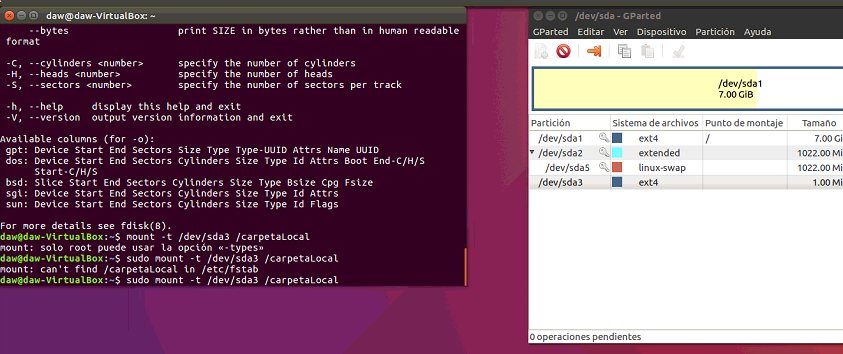 daw@daw-VirtualBox: ~
--bytes print SIZE in bytes rather than in human readable
format
-C, --cylinders <number> specify the number of cylinders
-H, --heads <number> specify the number of heads
-S, --sectors <number> specify the number of sectors per track
-h, --help display this help and exit
-V, --version output version information and exit
Available columns (for -o):
gpt: Device Start End Sectors Size Type Type-UUID Attrs Name UUID
dos: Device Start End Sectors Cylinders Size Type Id Attrs Boot End-C/H/S
Start-C/H/S
bsd: Slice Start End Sectors Cylinders Size Type Bsize Cpg Fsize
sgi: Device Start End Sectors Cylinders Size Type Id Attrs
sun: Device Start End Sectors Cylinders Size Type Id Flags
For more details see fdisk(8).
daw@daw-VirtualBox:~$ mount -t /dev/sda3 /carpetaLocal
mount: solo root puede usar la opción «-types»
daw@daw-VirtualBox:~$ sudo mount -t /dev/sda3 /carpetaLocal
mount: can't find /carpetaLocal in /etc/fstab
daw@daw-VirtualBox:~$ sudo mount -t /dev/sda3 /carpetaLocal
/dev/sda - GParted
GParted Editar Ver Dispositivo Partición Ayuda
/dev/sda1
7.00 GiB
Partición Sistema de archivos Punto de montaje Tamaño
/dev/sda1 ext4 / 7.00 G
/dev/sda2 extended 1022.00 Mi
/dev/sda5 linux-swap 1022.00 Mi
/dev/sda3 ext4 1.00 Mi
0 operaciones pendientes